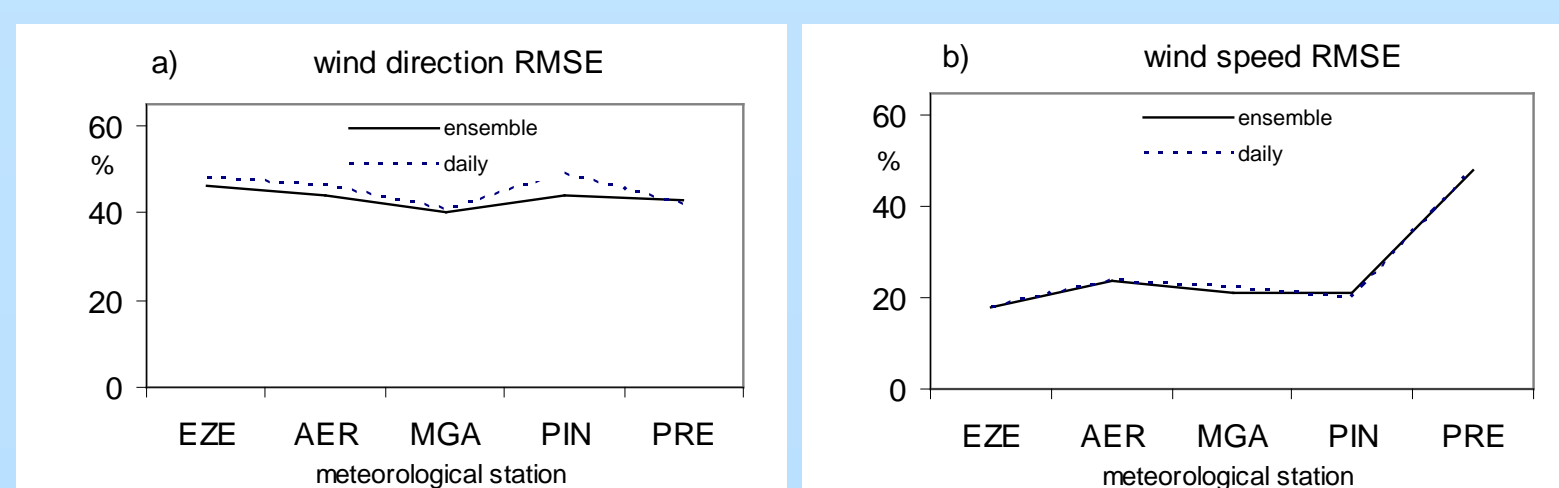 a) wind direction RMSE
60
%
40
20
0
ensemble
daily
EZE AER MGA PIN PRE
meteorological station
b) wind speed RMSE
60
%
40
20
0
ensemble
daily
EZE AER MGA PIN PRE
meteorological station